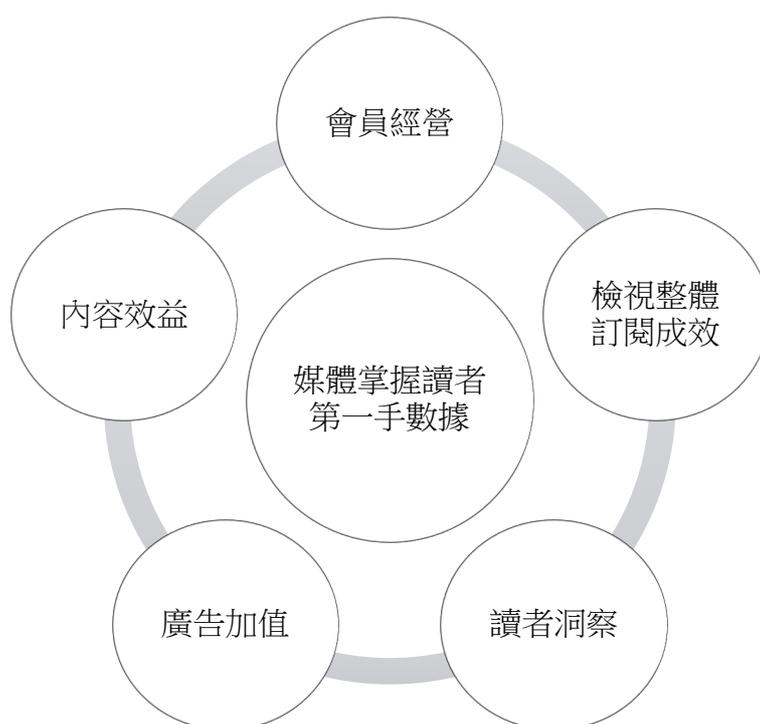 會員經營
內容效益
檢視整體
訂閱成效
媒體掌握讀者
第一手數據
廣告加值
讀者洞察